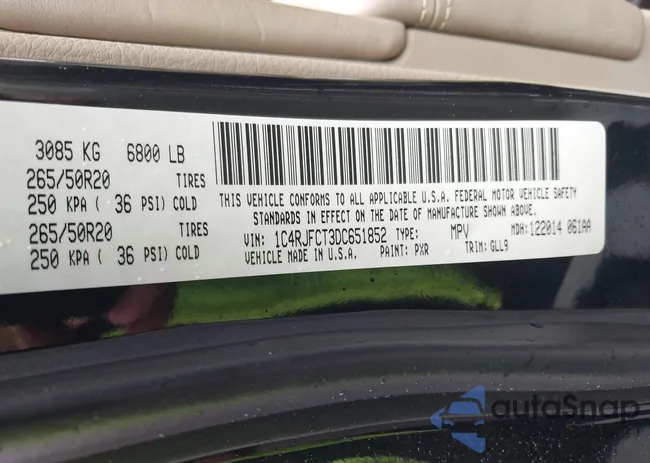 3085 KG 6800 LB
265/50R20 TIRES
250 KPA ( 36 PSI) COLD
265/50R20 TIRES
250 KPA ( 36 PSI) COLD
THIS VEHICLE CONFORMS TO ALL APPLICABLE U.S.A. FEDERAL MOTOR VEHICLE SAFETY
STANDARDS IN EFFECT ON THE DATE OF MANUFACTURE SHOWN ABOVE.
VIN: 1C4RJFCT3DC651852 TYPE: MPV MDH: 122014 061AA
VEHICLE MADE IN U.S.A. PAINT: PXR TRIM: GLL9
autoSnap